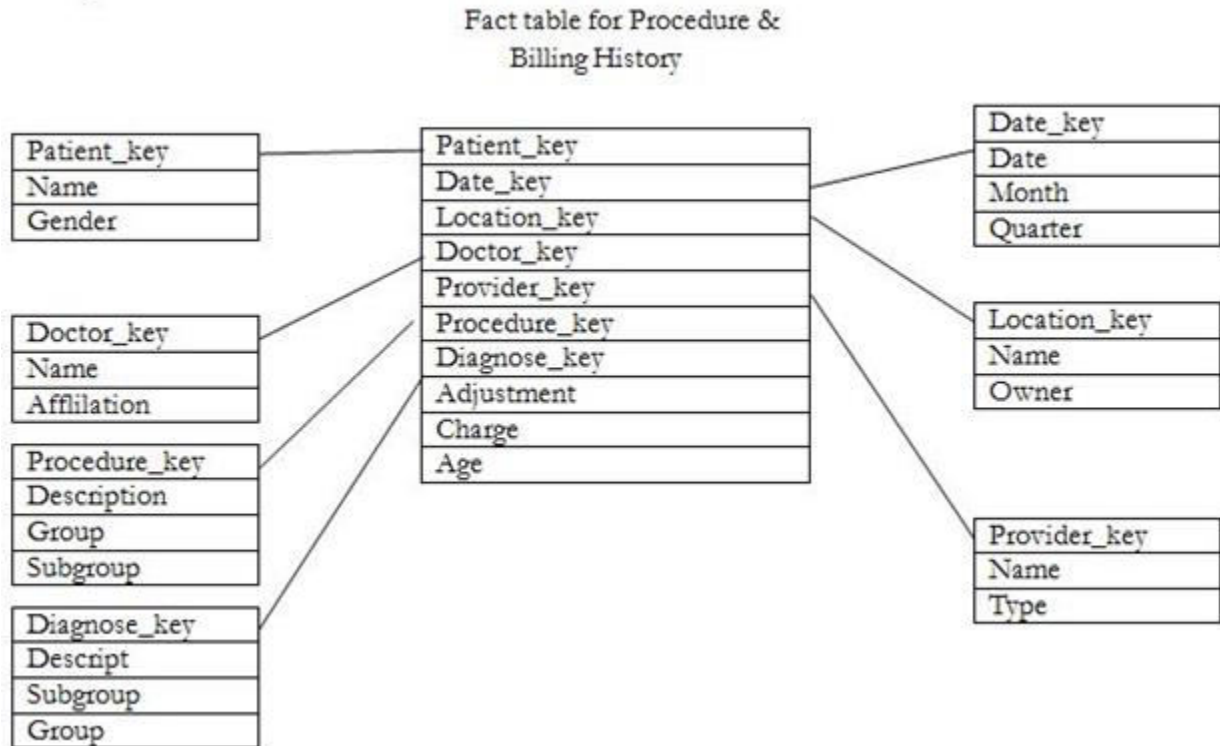 Fact table for Procedure &
Billing History
Patient_key
Name
Gender
Doctor_key
Name
Afflilation
Procedure_key
Description
Group
Subgroup
Diagnose_key
Descript
Subgroup
Group
Patient_key
Date_key
Location_key
Doctor_key
Provider_key
Procedure_key
Diagnose_key
Adjustment
Charge
Age
Date_key
Date
Month
Quarter
Location_key
Name
Owner
Provider_key
Name
Type